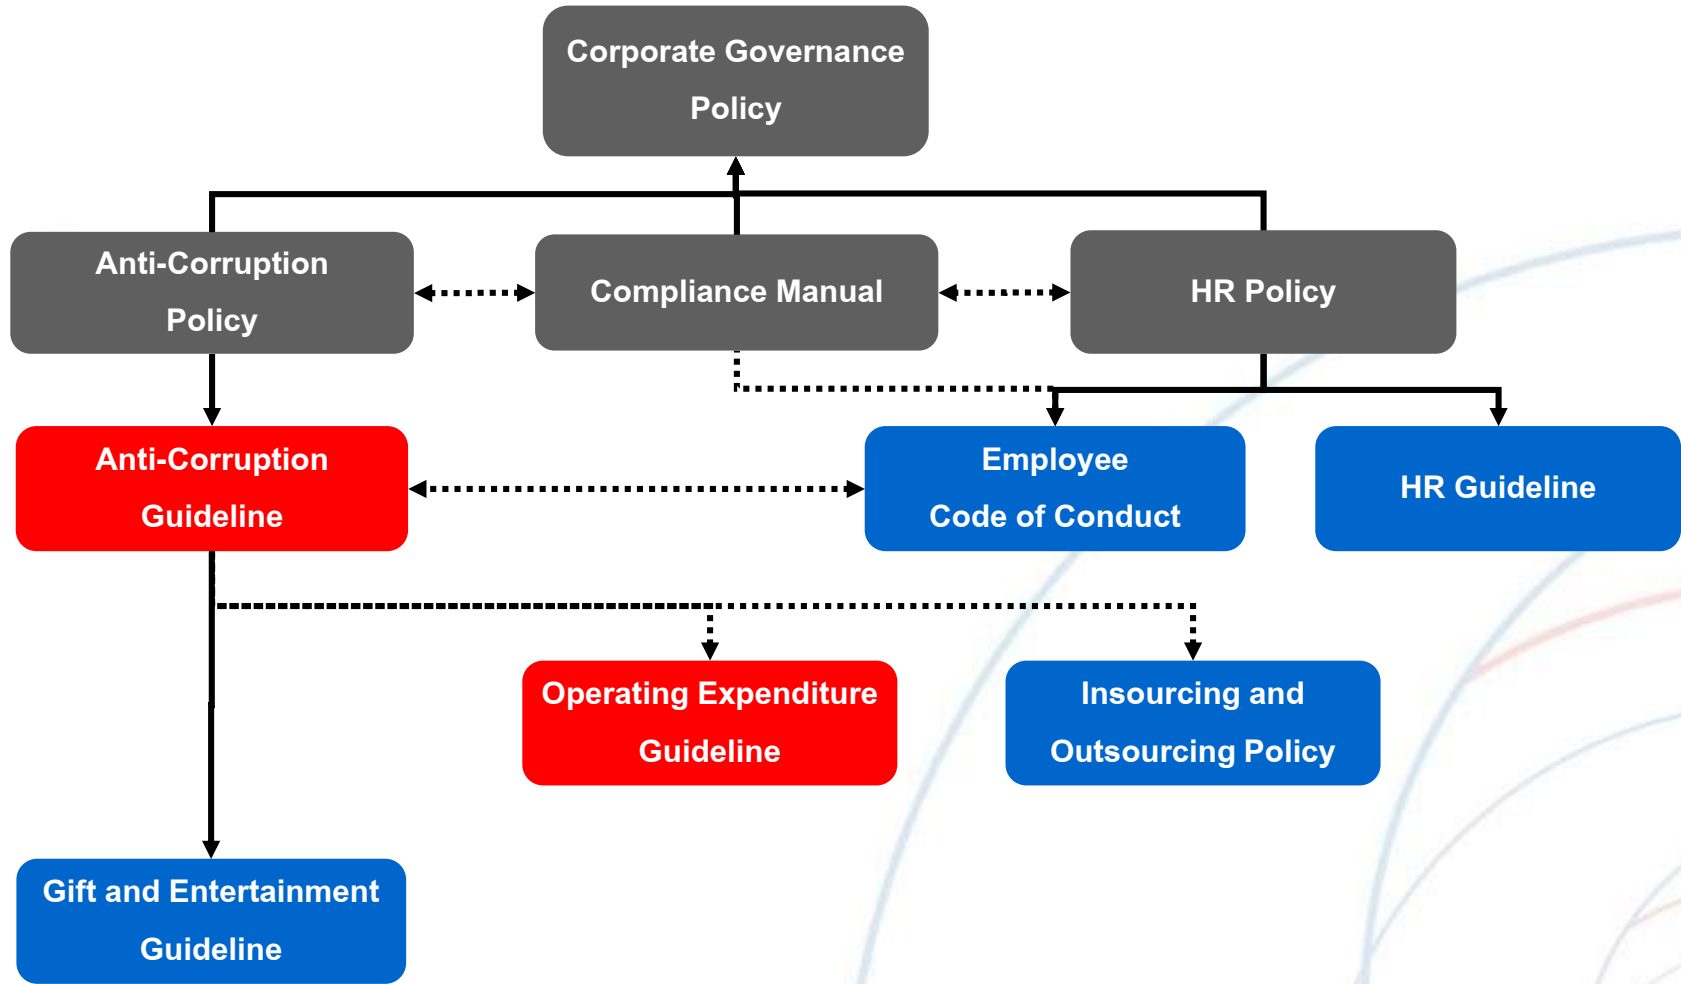 Corporate Governance
Policy
Anti-Corruption
Policy
Compliance Manual
HR Policy
Anti-Corruption
Guideline
Employee
Code of Conduct
HR Guideline
Operating Expenditure
Guideline
Insourcing and
Outsourcing Policy
Gift and Entertainment
Guideline